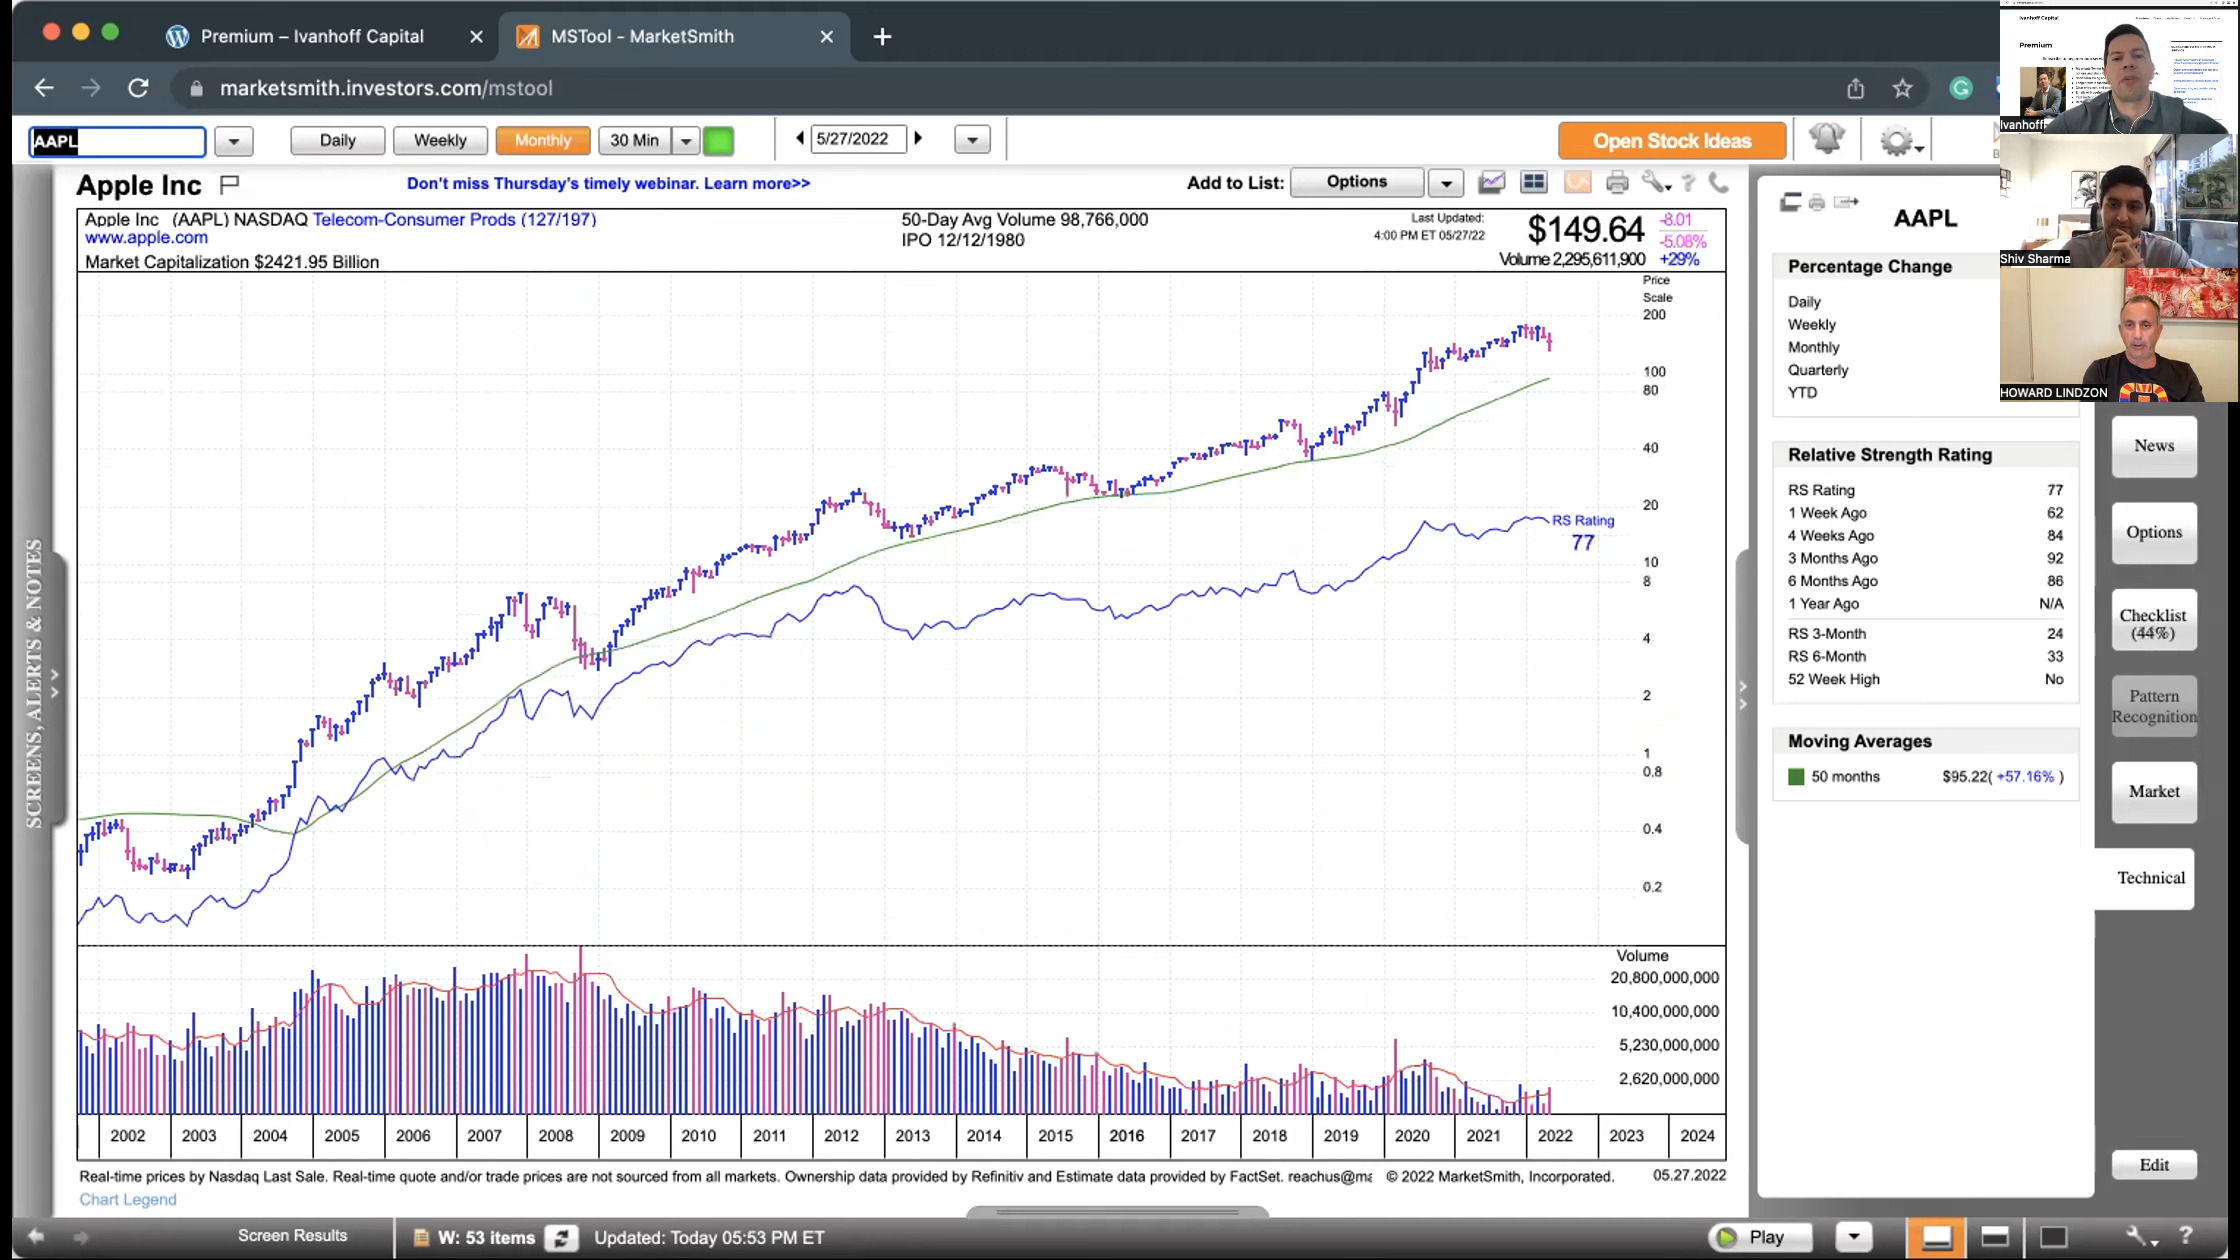 Premium – Ivanhoff Capital
MSTool - MarketSmith
marketsmith.investors.com/mstool
AAPL
Daily
Weekly
Monthly
30 Min
5/27/2022
Open Stock Ideas
Apple Inc
Don't miss Thursday's timely webinar. Learn more>>
Add to List:
Options
Apple Inc (AAPL) NASDAQ Telecom-Consumer Prods (127/197)
www.apple.com
Market Capitalization $2421.95 Billion
50-Day Avg Volume 98,766,000
IPO 12/12/1980
Last Updated:
4:00 PM ET 05/27/22
$149.64
-8.01
-5.08%
Volume 2,295,611,900 +29%
Price
Scale
200
100
80
40
20
10
8
4
2
1
0.8
0.4
0.2
RS Rating
77
Volume
20,800,000,000
10,400,000,000
5,230,000,000
2,620,000,000
2002 2003 2004 2005 2006 2007 2008 2009 2010 2011 2012 2013 2014 2015 2016 2017 2018 2019 2020 2021 2022 2023 2024
Real-time prices by Nasdaq Last Sale. Real-time quote and/or trade prices are not sourced from all markets. Ownership data provided by Refinitiv and Estimate data provided by FactSet. reachus@ma © 2022 MarketSmith, Incorporated. 05.27.2022
Chart Legend
SCREENS, ALERTS & NOTES
AAPL
Percentage Change
Daily
Weekly
Monthly
Quarterly
YTD
Relative Strength Rating
RS Rating 77
1 Week Ago 62
4 Weeks Ago 84
3 Months Ago 92
6 Months Ago 86
1 Year Ago N/A
RS 3-Month 24
RS 6-Month 33
52 Week High No
Moving Averages
50 months $95.22( +57.16% )
News
Options
Checklist
(44%)
Pattern
Recognition
Market
Technical
Edit
Ivanhoff Capital
Premium
Ivanhoff
Shiv Sharma
HOWARD LINDZON
Screen Results
W: 53 items
Updated: Today 05:53 PM ET
Play